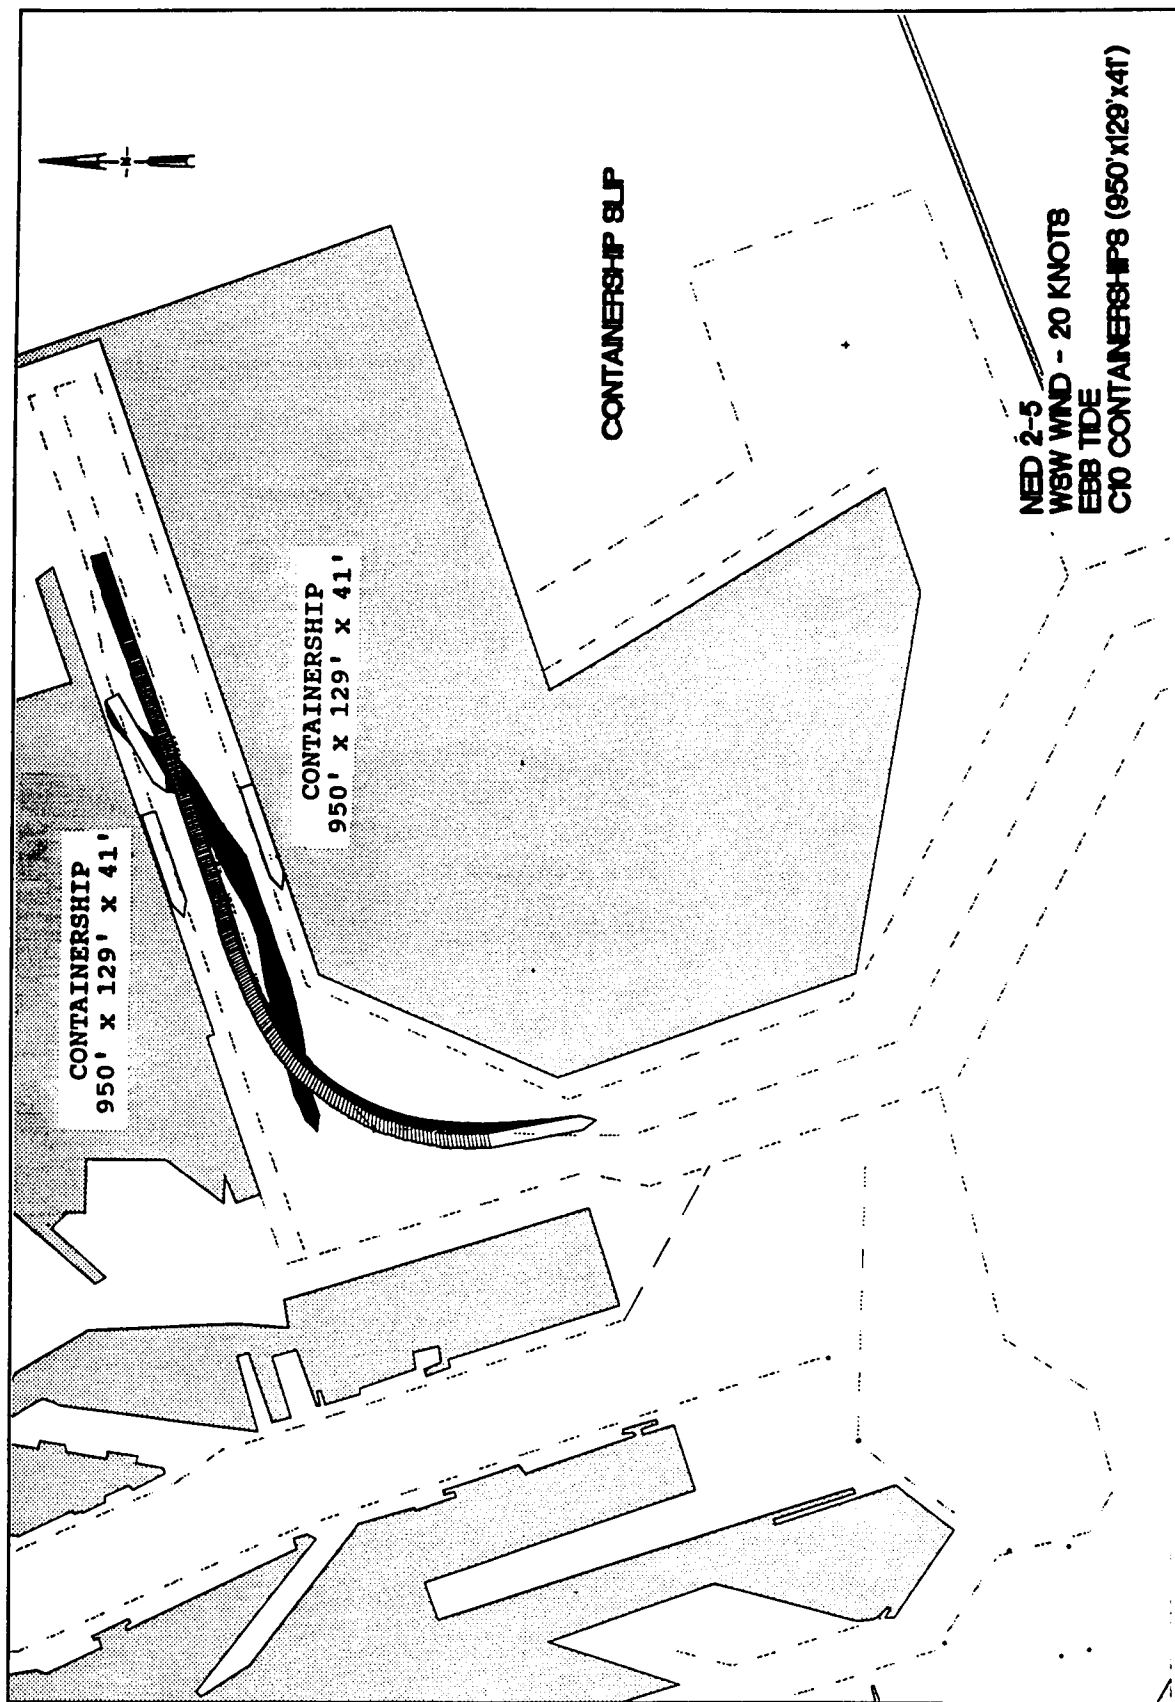 CONTAINERSHIP
950' x 129' x 41'
CONTAINERSHIP
950' x 129' x 41'
CONTAINERSHIP SLIP
NED 2-5
WSW WIND - 20 KNOTS
EBB TIDE
C10 CONTAINERSHIPS (950'x129'x41')